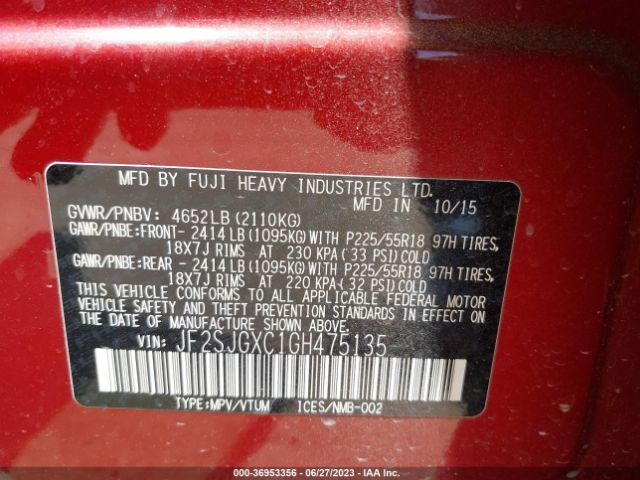 MFD BY FUJI HEAVY INDUSTRIES LTD.
MFD IN 10/15
GVWR/PNBV: 4652LB (2110KG)
GAWR/PNBE:FRONT- 2414 LB (1095KG) WITH P225/55R18 97H TIRES,
18X7J RIMS AT 230 KPA ( 33 PSI) COLD
GAWR/PNBE:REAR - 2414 LB (1095KG) WITH P225/55R18 97H TIRES,
18X7J RIMS AT 220 KPA ( 32 PSI) COLD
THIS VEHICLE CONFORMS TO ALL APPLICABLE FEDERAL MOTOR
VEHICLE SAFETY AND THEFT PREVENTION STANDARDS IN EFFECT
ON THE DATE OF MANUFACTURE SHOWN ABOVE.
VIN: JF2SJGXC1GH475135
TYPE:MPV/VTUM ICES/NMB-002
Copart © - 36953356 | 06/27/2023 | IAA Inc.